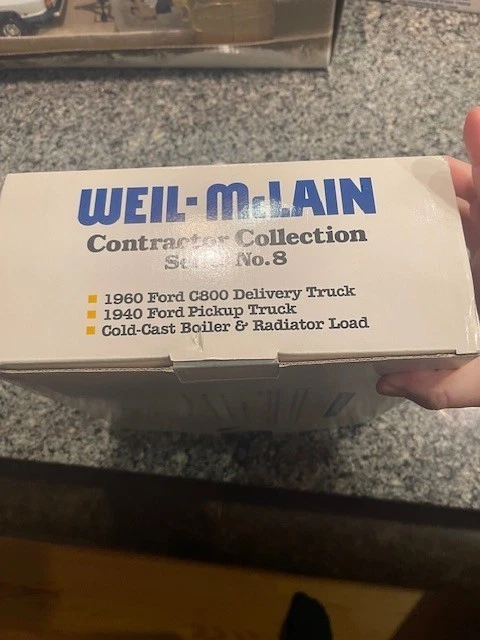 WEIL-McLAIN
Contractor Collection
Series No. 8
■ 1960 Ford C800 Delivery Truck
■ 1940 Ford Pickup Truck
■ Cold-Cast Boiler & Radiator Load